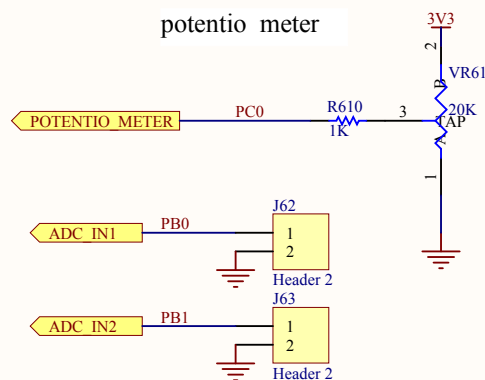 potentio meter
3V3
2
B
VR61
R610
PC0
POTENTIO_METER
3
20K
TAP
1K
A
1
J62
PB0
ADC_IN1
1
2
Header 2
J63
PB1
ADC_IN2
1
2
Header 2